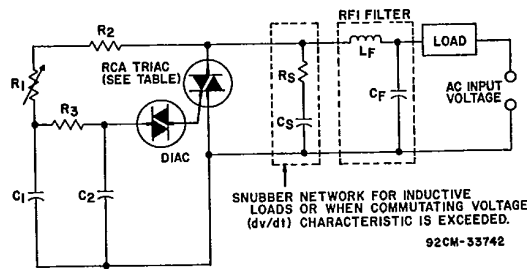 RFI FILTER
R2
LF
LOAD
RCA TRIAC
(SEE TABLE)
RS
CF
AC INPUT
VOLTAGE
R1
R3
CS
DIAC
C1
C2
SNUBBER NETWORK FOR INDUCTIVE
LOADS OR WHEN COMMUTATING VOLTAGE
(dv/dt) CHARACTERISTIC IS EXCEEDED.
92CM-33742